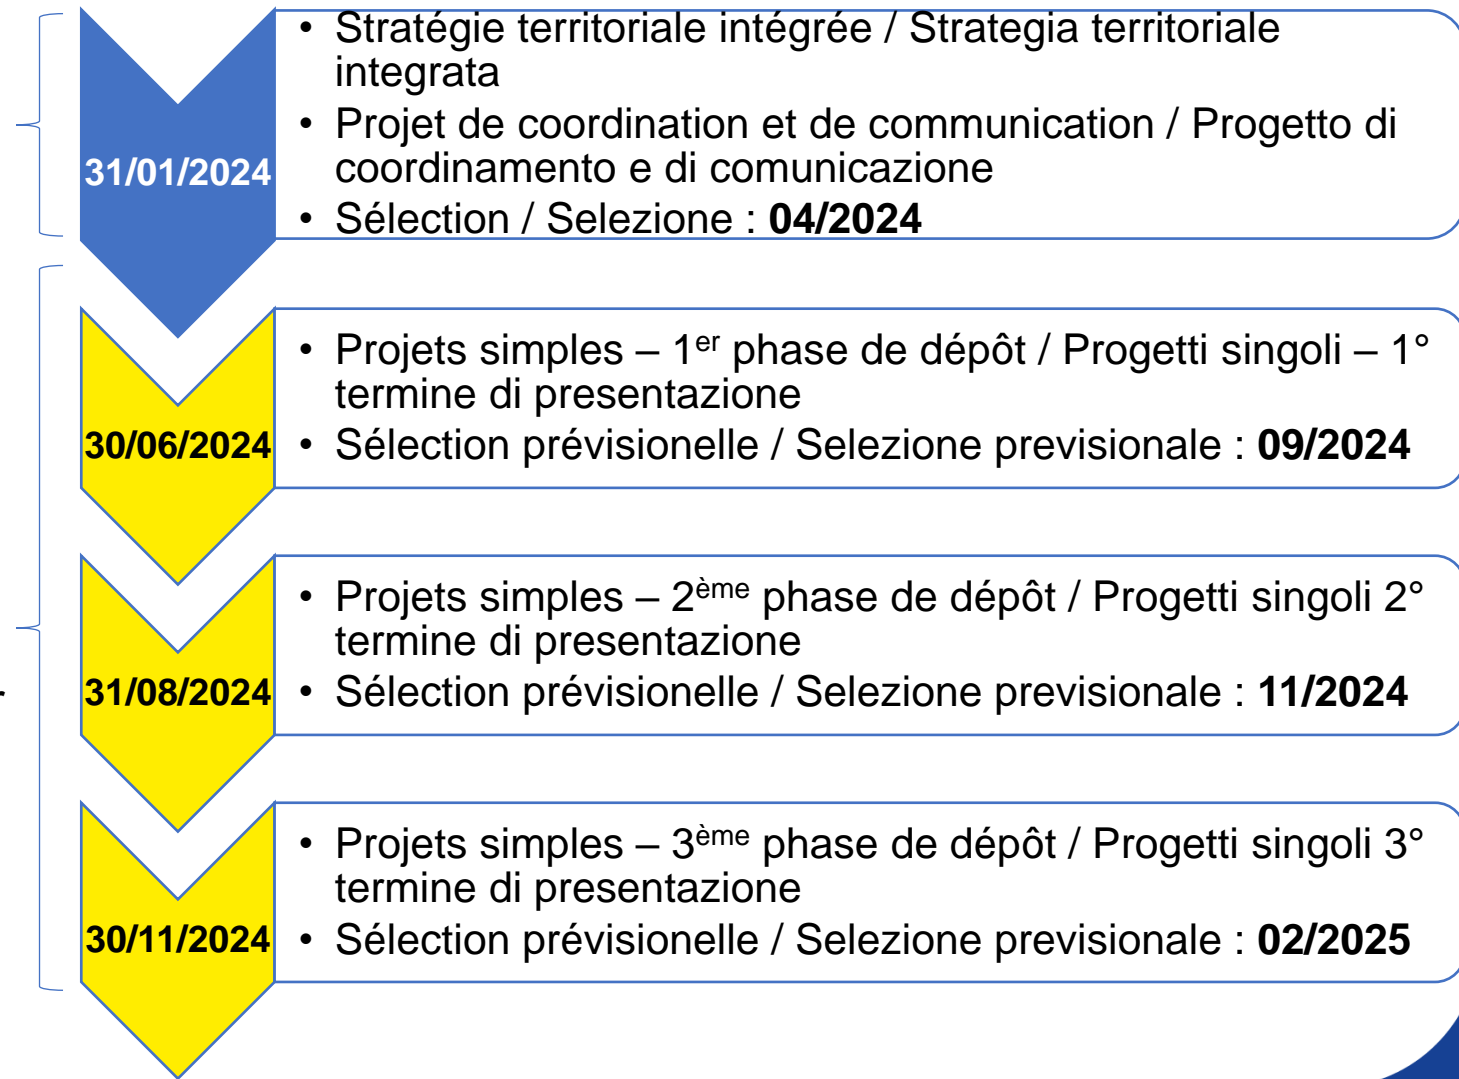 31/01/2024
• Stratégie territoriale intégrée / Strategia territoriale
integrata
• Projet de coordination et de communication / Progetto di
coordinamento e di comunicazione
• Sélection / Selezione : 04/2024
30/06/2024
• Projets simples – 1er phase de dépôt / Progetti singoli – 1°
termine di presentazione
• Sélection prévisionelle / Selezione previsionale : 09/2024
31/08/2024
• Projets simples – 2ème phase de dépôt / Progetti singoli 2°
termine di presentazione
• Sélection prévisionelle / Selezione previsionale : 11/2024
30/11/2024
• Projets simples – 3ème phase de dépôt / Progetti singoli 3°
termine di presentazione
• Sélection prévisionelle / Selezione previsionale : 02/2025